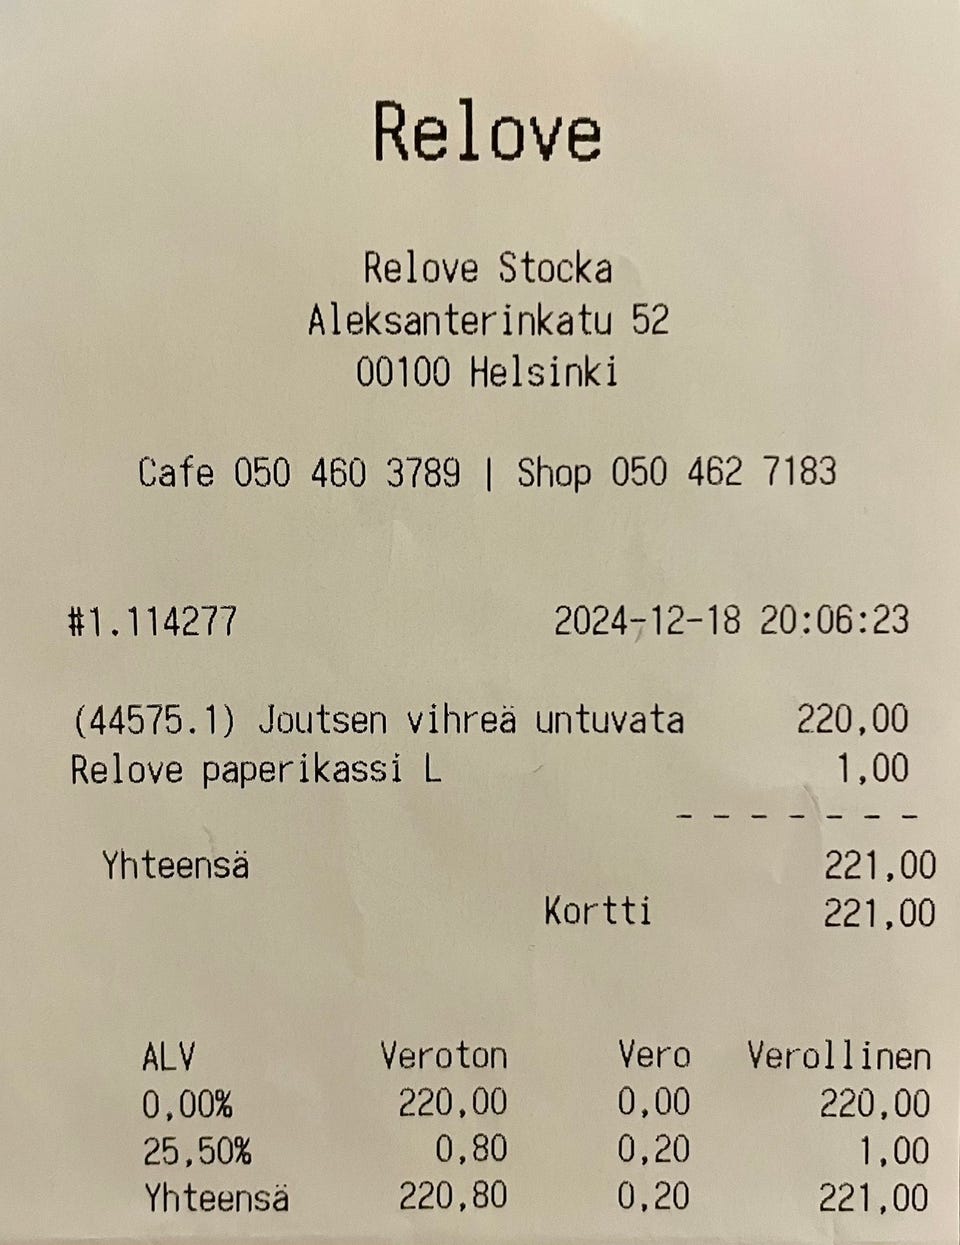 Relove
Relove Stocka
Aleksanterinkatu 52
00100 Helsinki
Cafe 050 460 3789 | Shop 050 462 7183
#1.114277 2024-12-18 20:06:23
(44575.1) Joutsen vihreä untuvata 220,00
Relove paperikassi L 1,00
- - - - - - -
Yhteensä 221,00
Kortti 221,00
ALV Veroton Vero Verollinen
0,00% 220,00 0,00 220,00
25,50% 0,80 0,20 1,00
Yhteensä 220,80 0,20 221,00